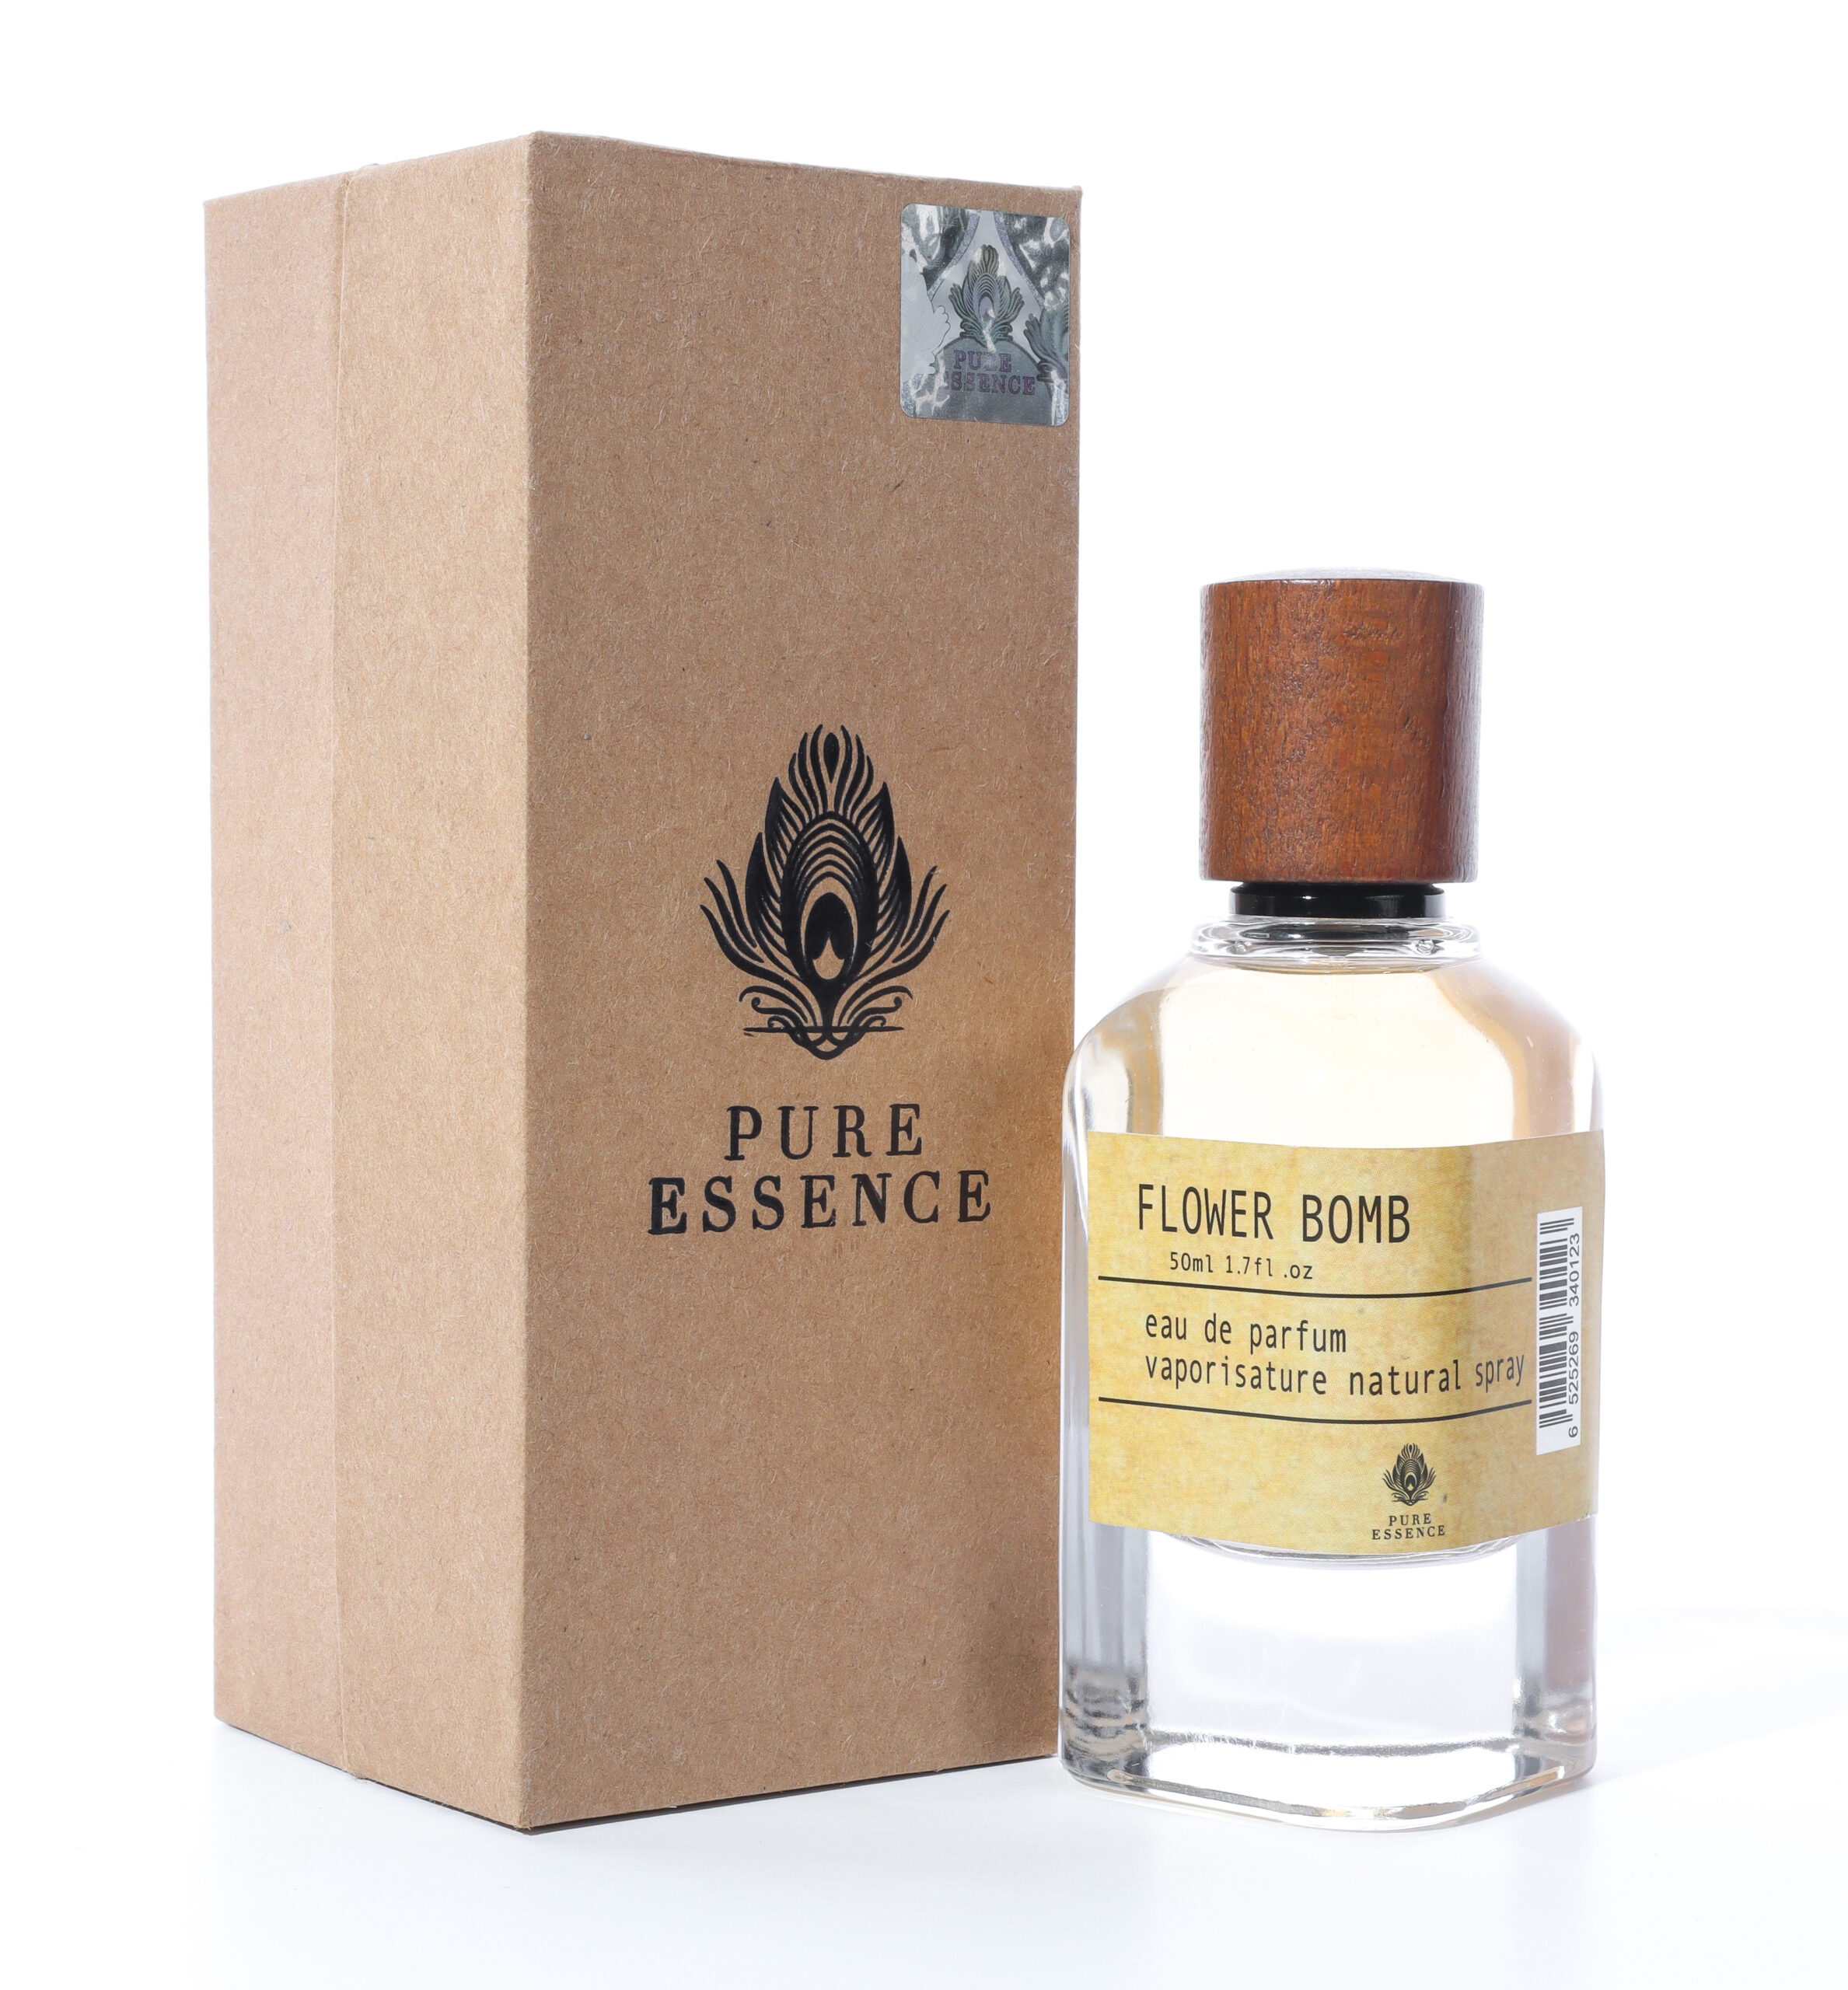 PURE
ESSENCE
PURE
ESSENCE
FLOWER BOMB
50ml 1.7fl .oz
eau de parfum
vaporisature natural spray
6 525269 340123
PURE
ESSENCE